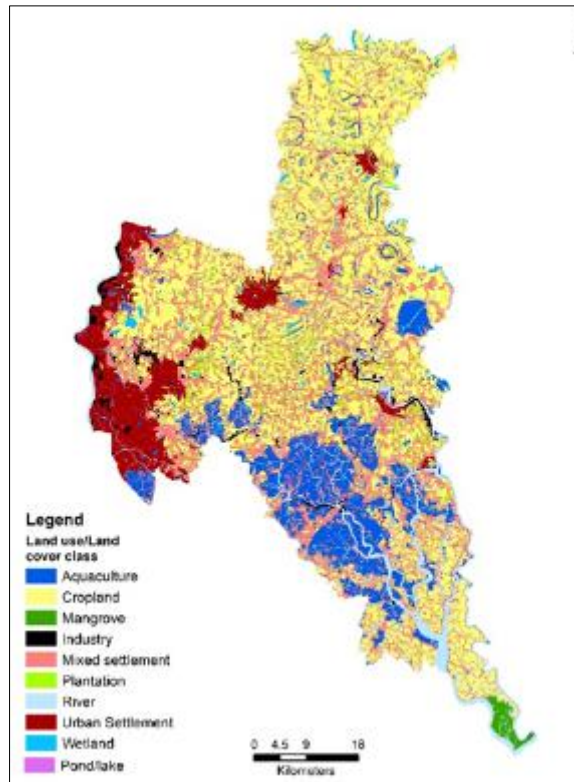 Legend
Land use/Land
cover class
Aquaculture
Cropland
Mangrove
Industry
Mixed settlement
Plantation
River
Urban Settlement
Wetland
Pond/lake
0 4.5 9 18
Kilometers